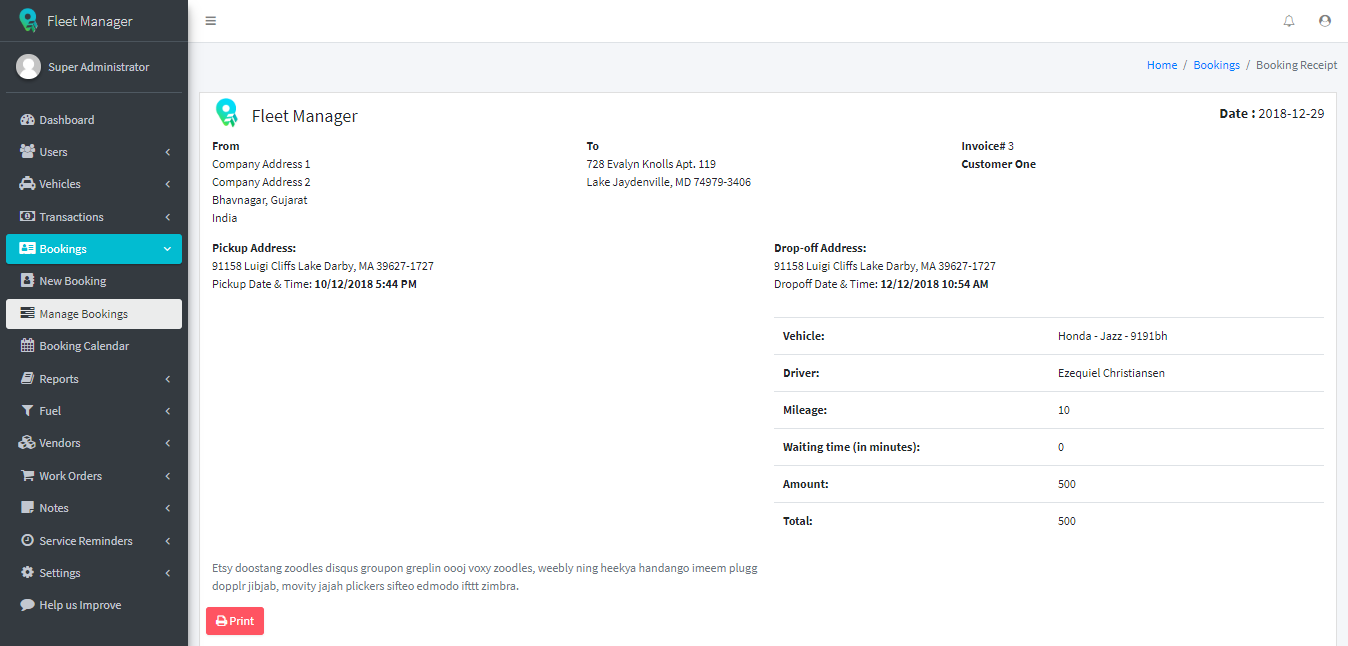 Fleet Manager
Super Administrator
Dashboard
Users
Vehicles
Transactions
Bookings
New Booking
Manage Bookings
Booking Calendar
Reports
Fuel
Vendors
Work Orders
Notes
Service Reminders
Settings
Help us Improve
Home / Bookings / Booking Receipt
Fleet Manager
Date : 2018-12-29
From
Company Address 1
Company Address 2
Bhavnagar, Gujarat
India
To
728 Evalyn Knolls Apt. 119
Lake Jaydenville, MD 74979-3406
Invoice# 3
Customer One
Pickup Address:
91158 Luigi Cliffs Lake Darby, MA 39627-1727
Pickup Date & Time: 10/12/2018 5:44 PM
Drop-off Address:
91158 Luigi Cliffs Lake Darby, MA 39627-1727
Dropoff Date & Time: 12/12/2018 10:54 AM
Vehicle: Honda - Jazz - 9191bh
Driver: Ezequiel Christiansen
Mileage: 10
Waiting time (in minutes): 0
Amount: 500
Total: 500
Etsy doostang zoodles disqus groupon greplin oooj voxy zoodles, weebly ning heekya handango imeem plugg
dopplr jibjab, movity jajah plickers sifteo edmodo ifttt zimbra.
Print